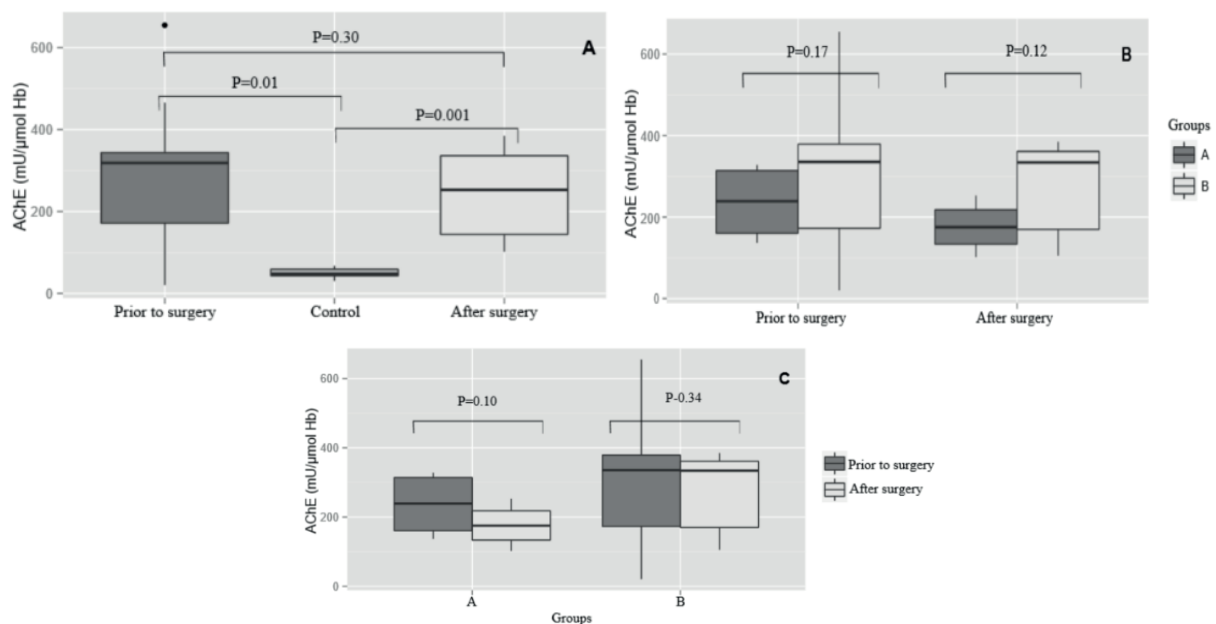 A
P=0.30
P=0.01
P=0.001
AChE (mU/µmol Hb)
600
400
200
0
Prior to surgery Control After surgery
B
P=0.17 P=0.12
AChE (mU/µmol Hb)
600
400
200
0
Prior to surgery After surgery
Groups
A
B
C
P=0.10 P-0.34
AChE (mU/µmol Hb)
600
400
200
0
A B
Groups
Prior to surgery
After surgery